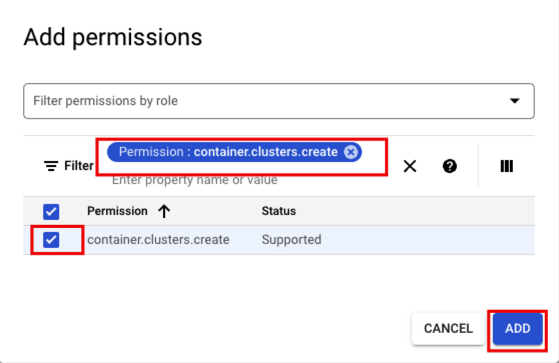 Add permissions
Filter permissions by role
Filter
Permission : container.clusters.create
Enter property name or value
Permission Status
container.clusters.create Supported
CANCEL ADD